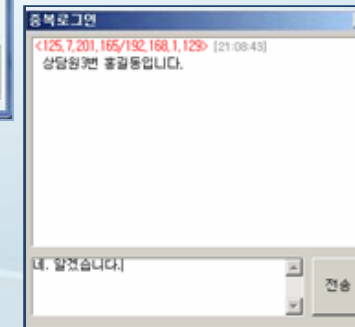 중복로그인
<125,7,201,165/192,168,1,129> [21:08:43]
상담원3번 홍길동입니다.
네. 알겠습니다.
전송